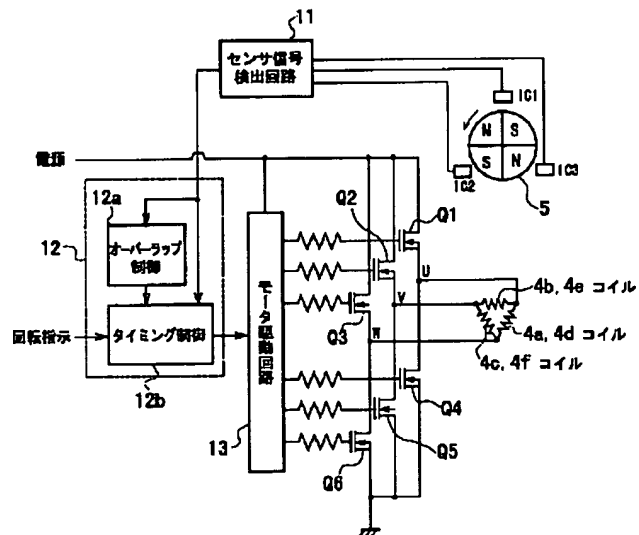 11
センサ信号
検出回路
IC1
N S
S N
IC2
IC3
5
電源
12a
12
オーバーラップ
制御
回転指示
タイミング制御
12b
モータ駆動回路
13
Q1
Q2
Q3
U
V
W
4b, 4e コイル
4a, 4d コイル
4c, 4f コイル
Q4
Q5
Q6